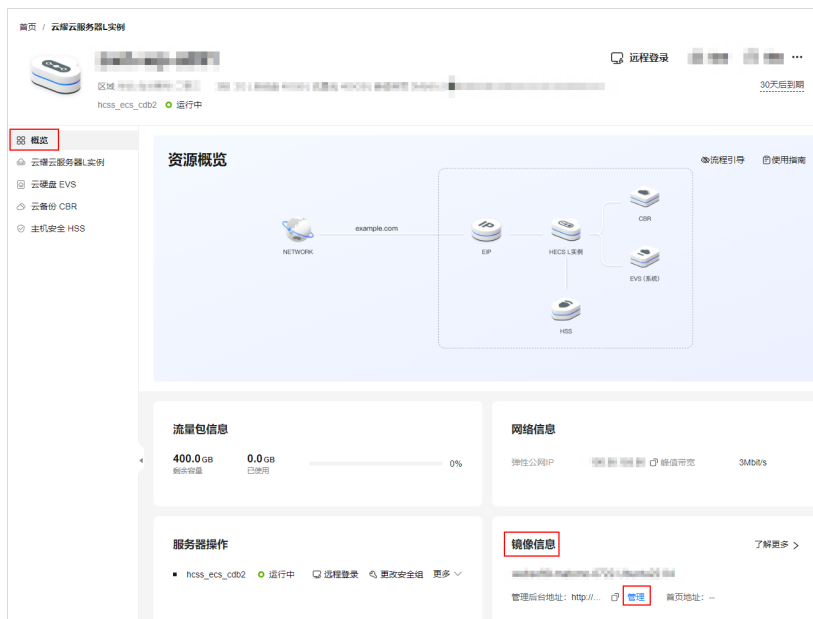 首页 / 云耀云服务器L实例
远程登录
区域
30天后到期
hcss_ecs_cdb2 运行中
概览
云耀云服务器L实例
云硬盘 EVS
云备份 CBR
主机安全 HSS
资源概览
流程引导 使用指南
CBR
example.com
IP
NETWORK
EIP
HECS L实例
EVS (系统)
HSS
流量包信息
400.0 GB 0.0 GB
剩余容量 已使用
0%
网络信息
弹性公网IP 峰值带宽 3Mbit/s
服务器操作
hcss_ecs_cdb2 运行中 远程登录 更改安全组 更多
镜像信息
了解更多 >
管理后台地址: http://... 管理 首页地址: --